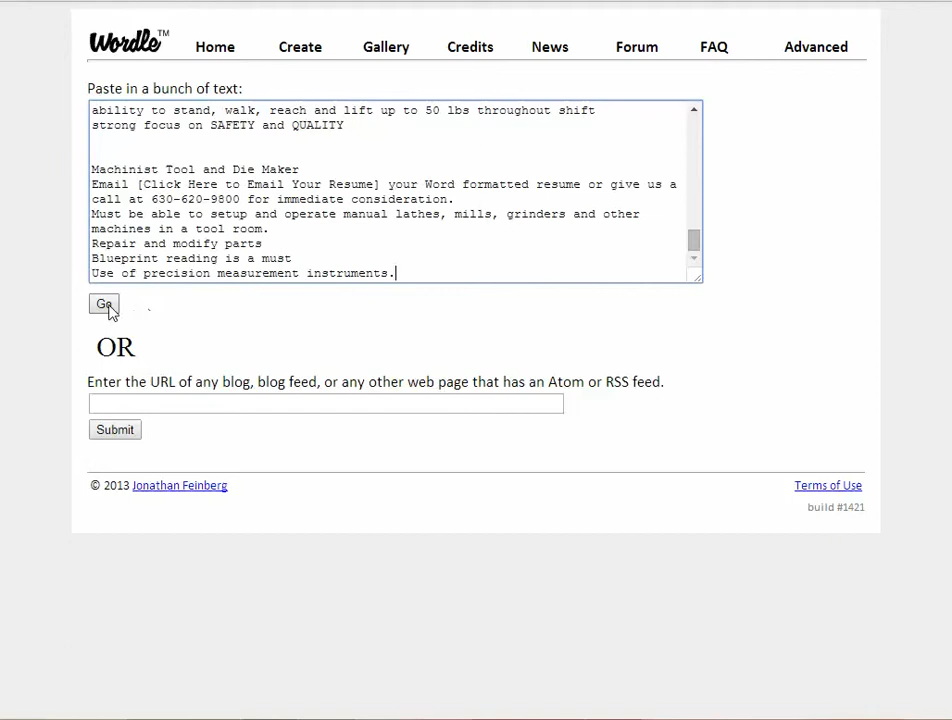 Wordle™
Home Create Gallery Credits News Forum FAQ Advanced
Paste in a bunch of text:
ability to stand, walk, reach and lift up to 50 lbs throughout shift
strong focus on SAFETY and QUALITY
Machinist Tool and Die Maker
Email [Click Here to Email Your Resume] your Word formatted resume or give us a
call at 630-620-9800 for immediate consideration.
Must be able to setup and operate manual lathes, mills, grinders and other
machines in a tool room.
Repair and modify parts
Blueprint reading is a must
Use of precision measurement instruments.
Go
OR
Enter the URL of any blog, blog feed, or any other web page that has an Atom or RSS feed.
Submit
© 2013 Jonathan Feinberg Terms of Use
build #1421